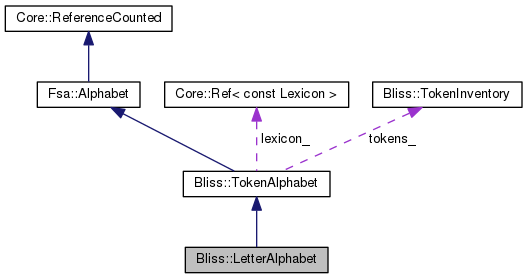 Core::ReferenceCounted
Fsa::Alphabet
Core::Ref< const Lexicon >
Bliss::TokenInventory
lexicon_
tokens_
Bliss::TokenAlphabet
Bliss::LetterAlphabet